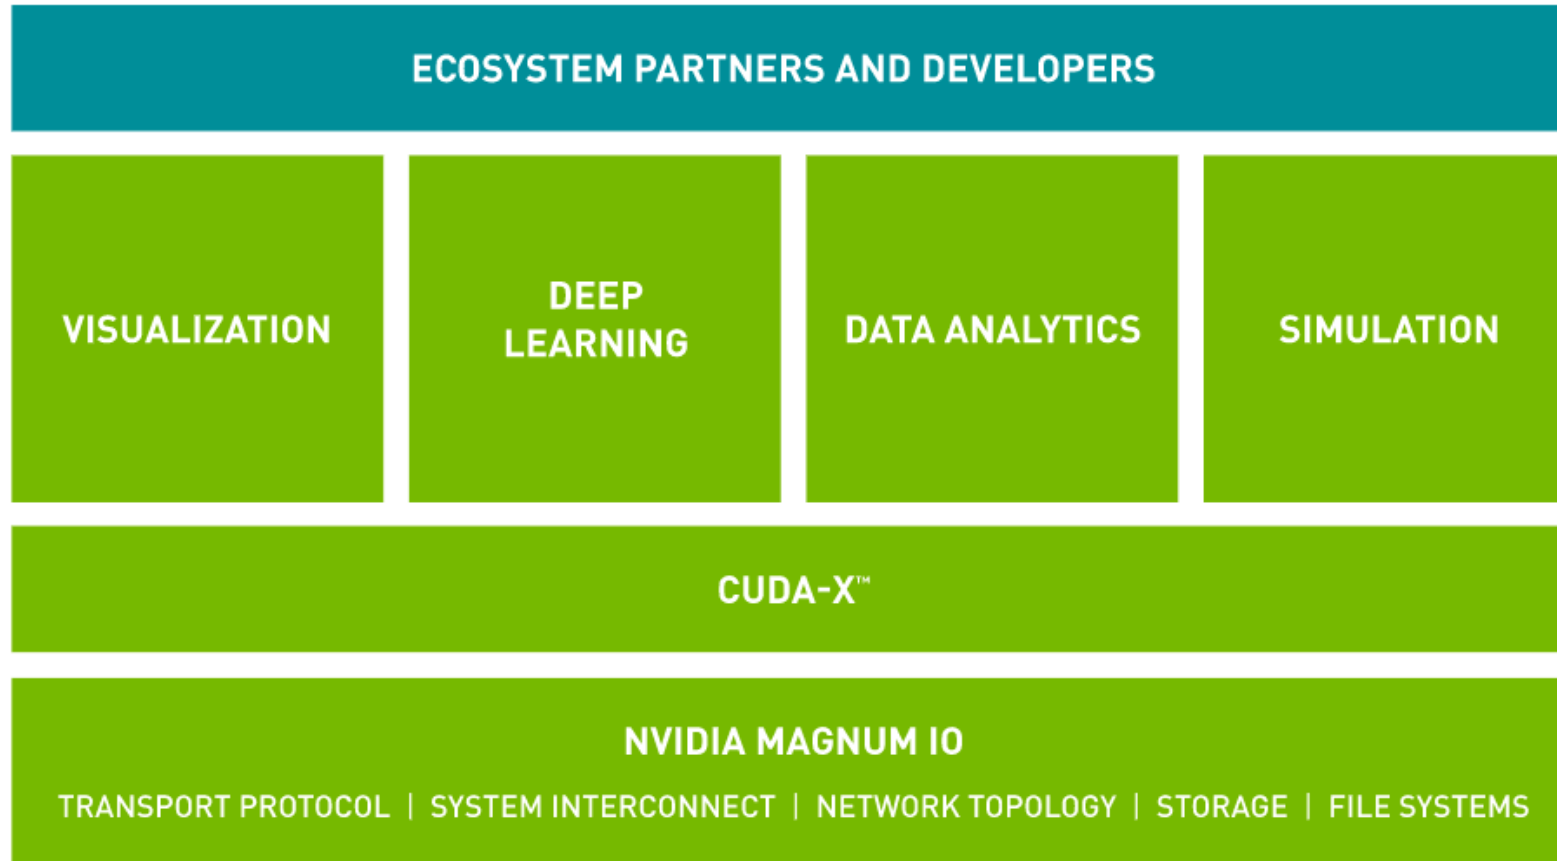 ECOSYSTEM PARTNERS AND DEVELOPERS
VISUALIZATION
DEEP
LEARNING
DATA ANALYTICS
SIMULATION
CUDA-X™
NVIDIA MAGNUM IO
TRANSPORT PROTOCOL | SYSTEM INTERCONNECT | NETWORK TOPOLOGY | STORAGE | FILE SYSTEMS